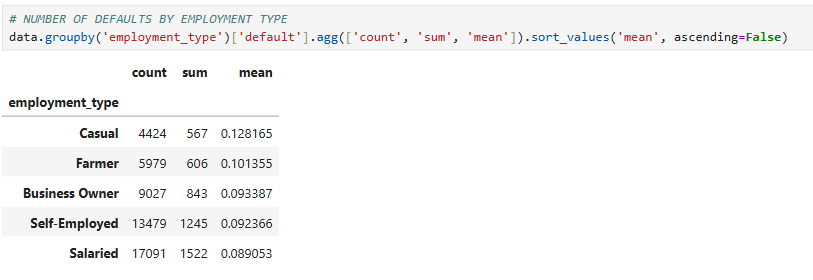 # NUMBER OF DEFAULTS BY EMPLOYMENT TYPE
data.groupby('employment_type')['default'].agg(['count', 'sum', 'mean']).sort_values('mean', ascending=False)
count sum mean
employment_type
Casual 4424 567 0.128165
Farmer 5979 606 0.101355
Business Owner 9027 843 0.093387
Self-Employed 13479 1245 0.092366
Salaried 17091 1522 0.089053